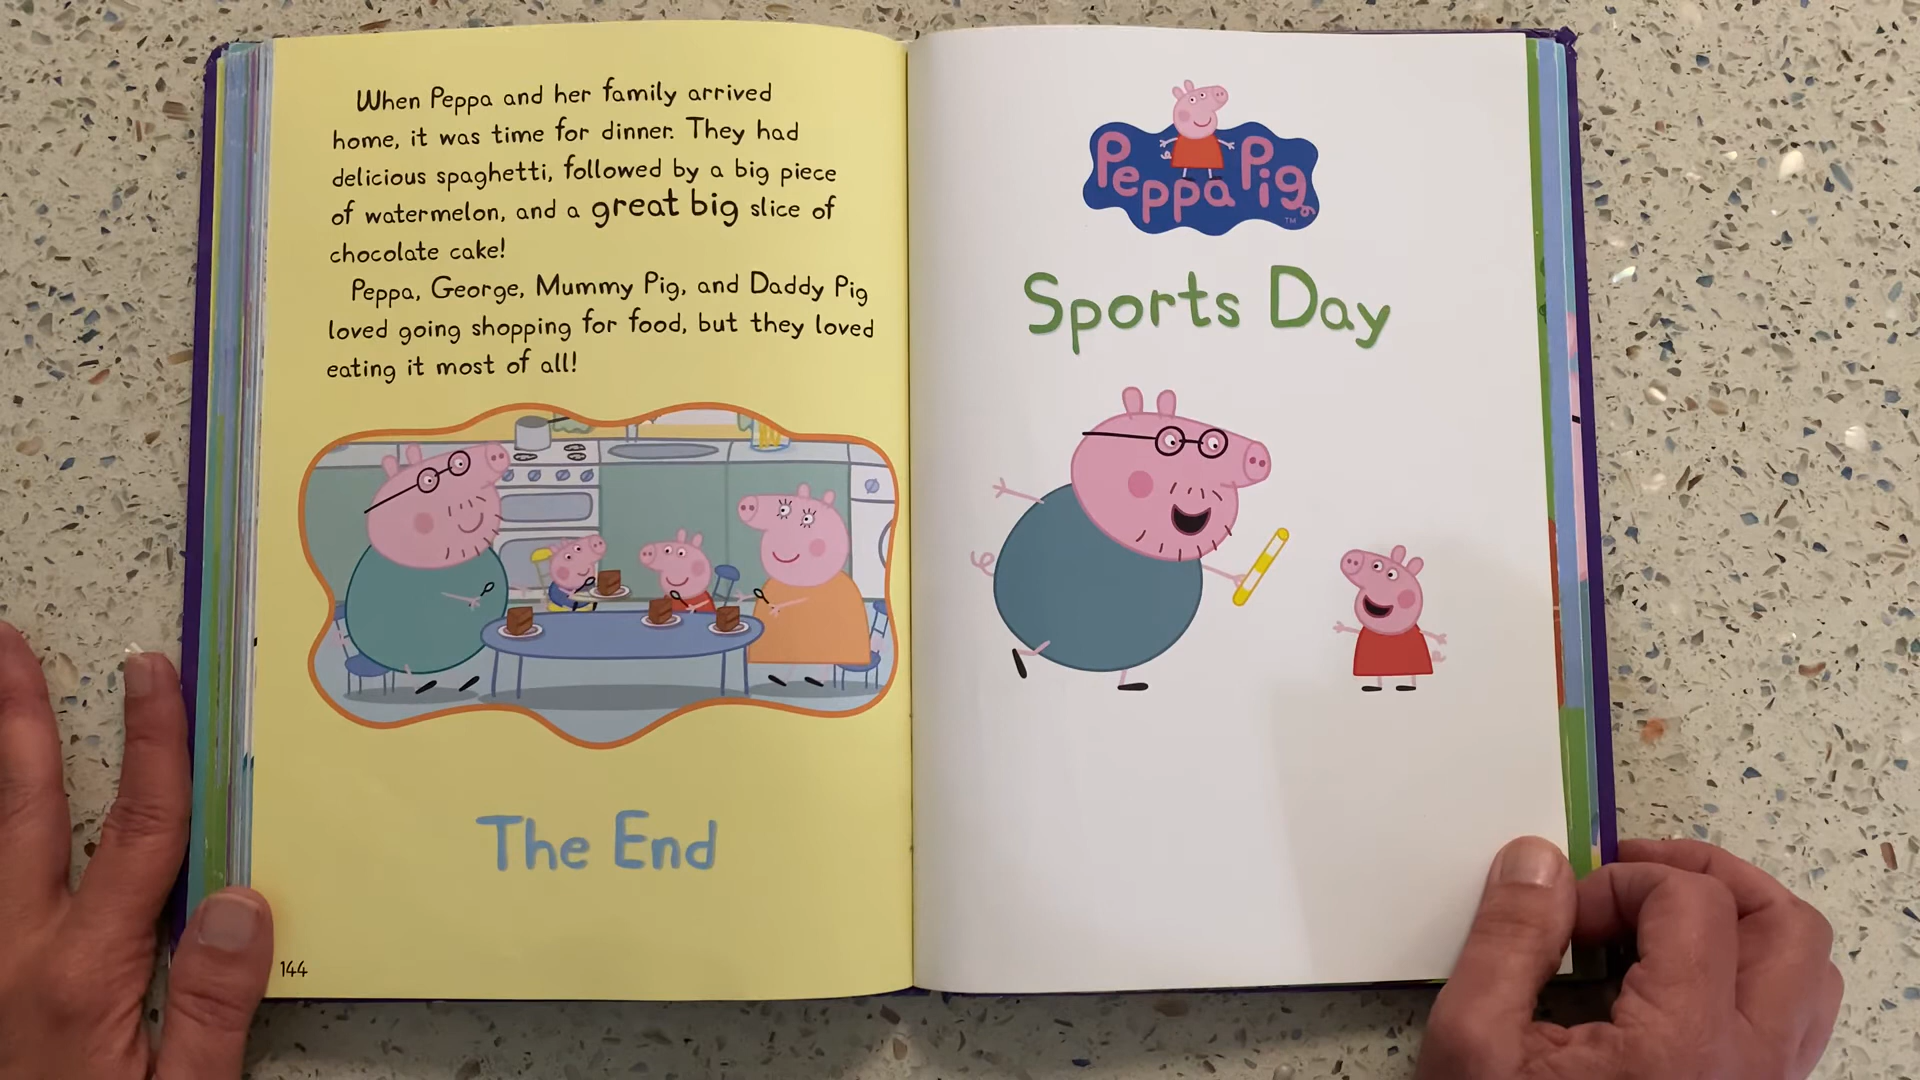 When Peppa and her family arrived
home, it was time for dinner. They had
delicious spaghetti, followed by a big piece
of watermelon, and a great big slice of
chocolate cake!
Peppa, George, Mummy Pig, and Daddy Pig
loved going shopping for food, but they loved
eating it most of all!
The End
144
Peppa Pig
TM
Sports Day